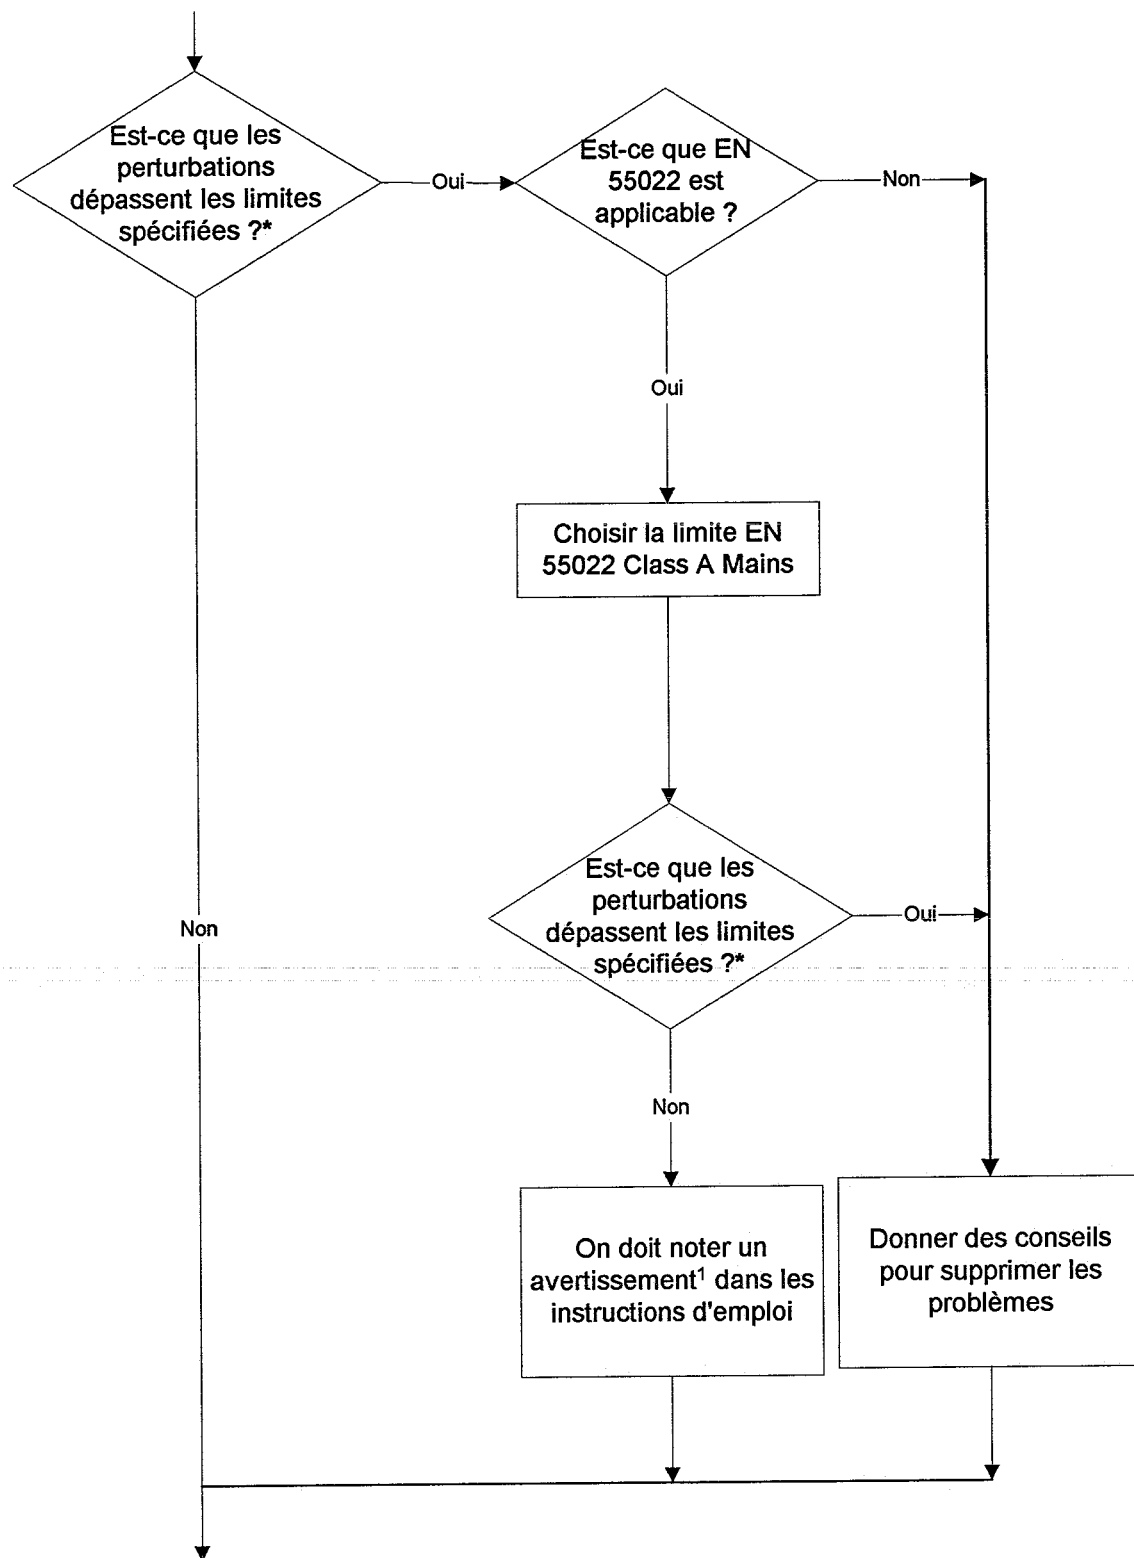 Est-ce que les
perturbations
dépassent les limites
spécifiées ?*
Oui
Est-ce que EN
55022 est
applicable ?
Non
Oui
Choisir la limite EN
55022 Class A Mains
Est-ce que les
perturbations
dépassent les limites
spécifiées ?*
Oui
Non
Non
On doit noter un
avertissement¹ dans les
instructions d'emploi
Donner des conseils
pour supprimer les
problèmes